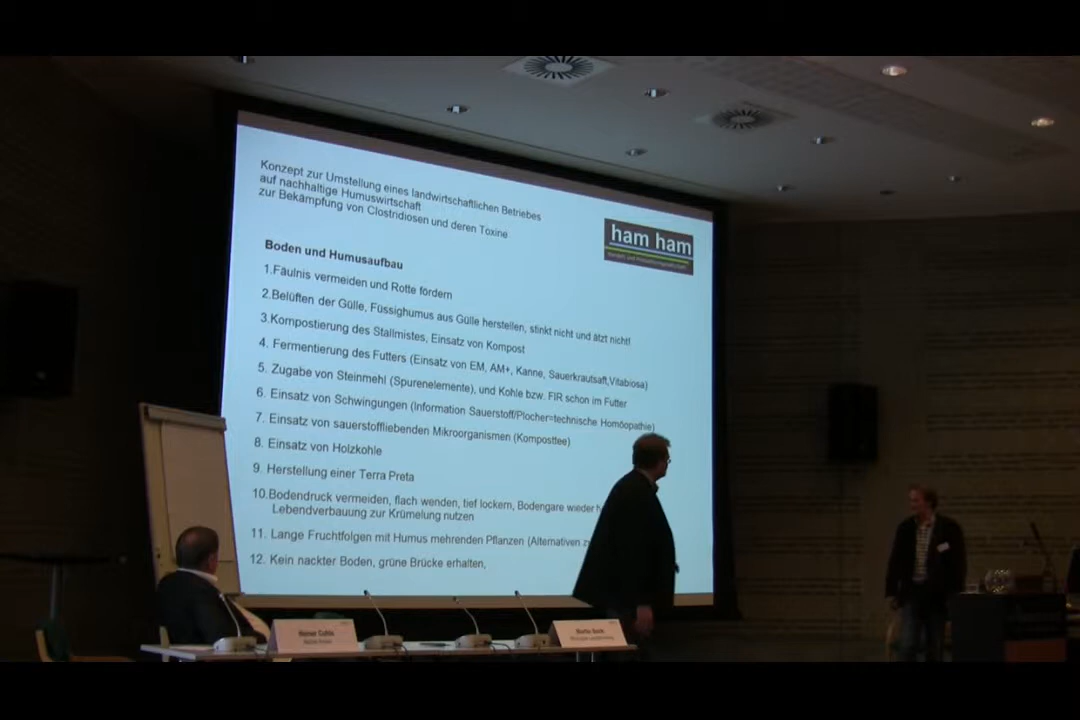 Konzept zur Umstellung eines landwirtschaftlichen Betriebes
auf nachhaltige Humuswirtschaft
zur Bekämpfung von Clostridiosen und deren Toxine
ham ham
Boden und Humusaufbau
1.Fäulnis vermeiden und Rotte fördern
2.Belüften der Gülle, Füssighumus aus Gülle herstellen, stinkt nicht und ätzt nicht!
3.Kompostierung des Stallmistes, Einsatz von Kompost
4. Fermentierung des Futters (Einsatz von EM, AM+, Kanne, Sauerkrautsaft,Vitabiosa)
5. Zugabe von Steinmehl (Spurenelemente), und Kohle bzw. FIR schon im Futter
6. Einsatz von Schwingungen (Information Sauerstoff/Plocher=technische Homöopathie)
7. Einsatz von sauerstoffliebenden Mikroorganismen (Komposttee)
8. Einsatz von Holzkohle
9. Herstellung einer Terra Preta
10.Bodendruck vermeiden, flach wenden, tief lockern, Bodengare wieder
Lebendverbauung zur Krümelung nutzen
11. Lange Fruchtfolgen mit Humus mehrenden Pflanzen (Alternativen
12. Kein nackter Boden, grüne Brücke erhalten,